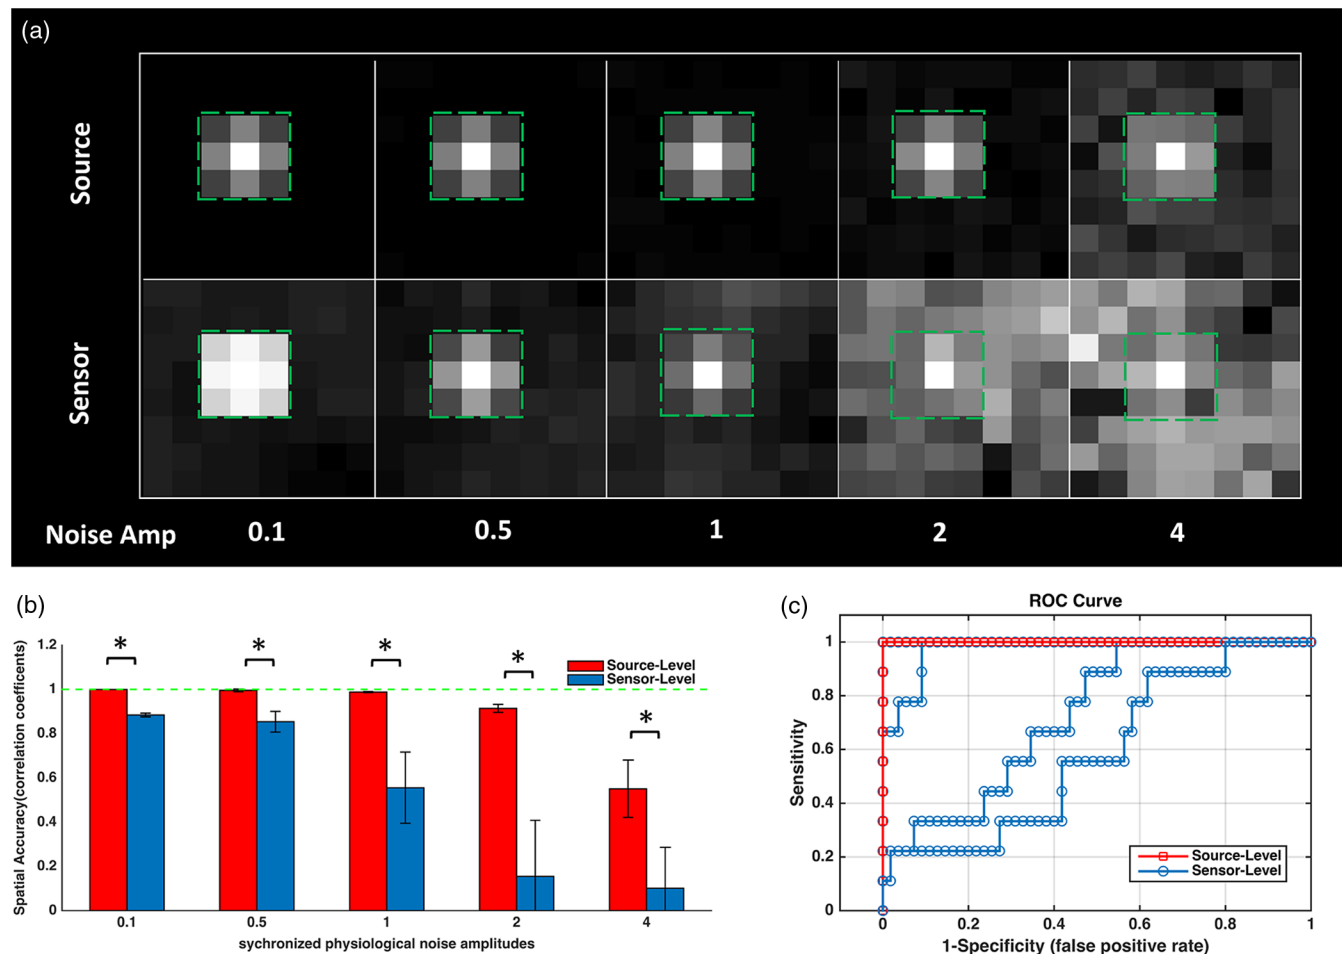 (a)
Source
Sensor
Noise Amp 0.1 0.5 1 2 4
(b)
Spatial Accuracy(correlation coefficents)
1.2
1
0.8
0.6
0.4
0.2
0
* * * * *
Source-Level
Sensor-Level
0.1 0.5 1 2 4
sychronized physiological noise amplitudes
(c)
ROC Curve
Sensitivity
1
0.8
0.6
0.4
0.2
0
Source-Level
Sensor-Level
0 0.2 0.4 0.6 0.8 1
1-Specificity (false positive rate)